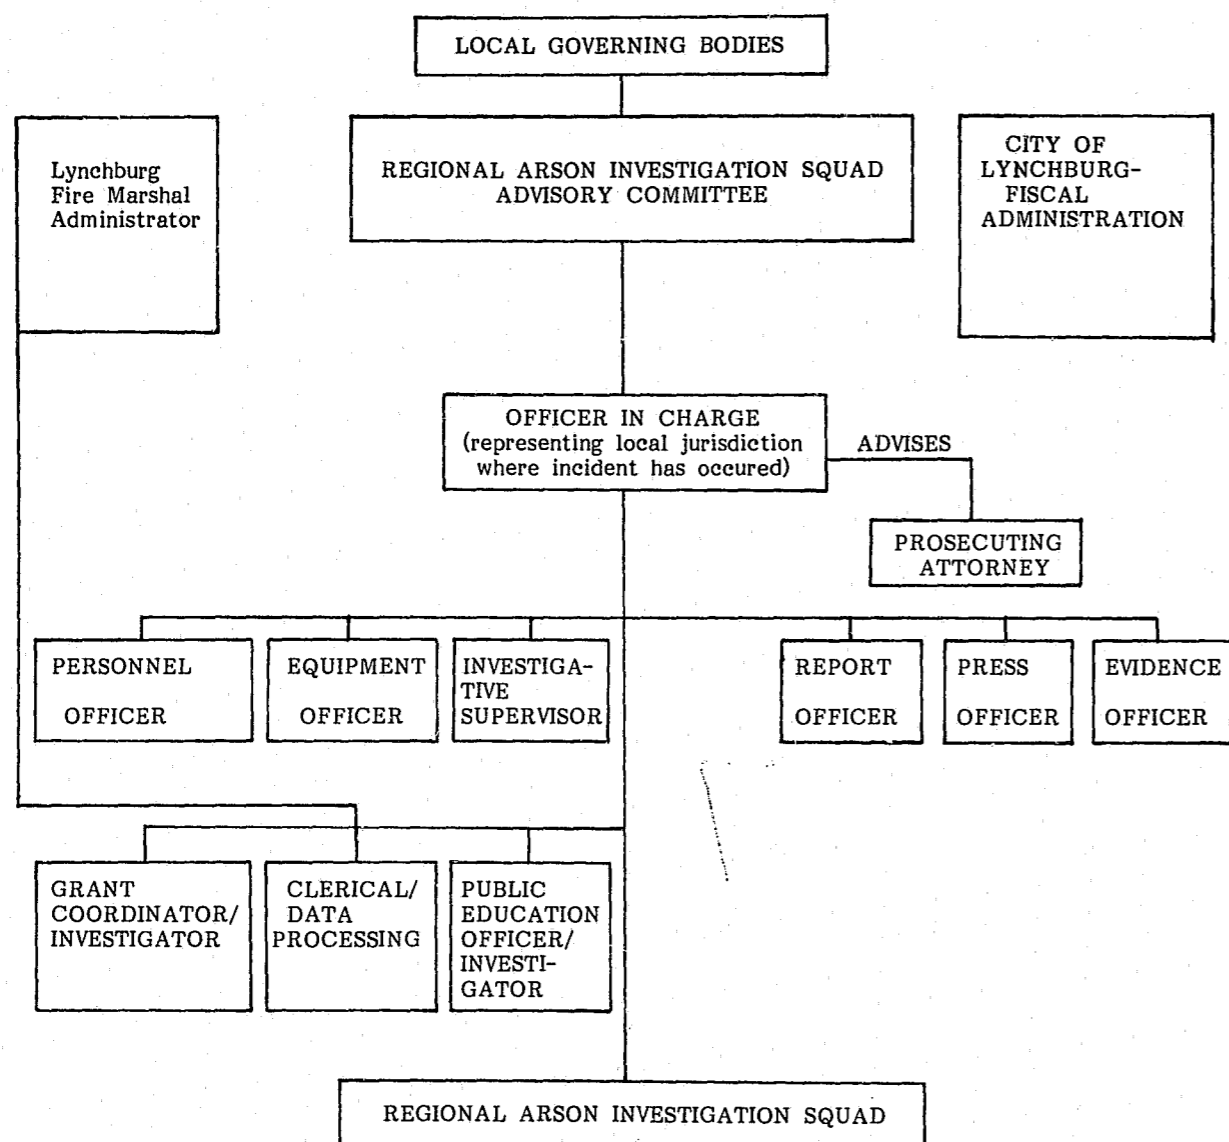 LOCAL GOVERNING BODIES
Lynchburg
Fire Marshal
Administrator
REGIONAL ARSON INVESTIGATION SQUAD
ADVISORY COMMITTEE
CITY OF
LYNCHBURG-
FISCAL
ADMINISTRATION
OFFICER IN CHARGE
(representing local jurisdiction
where incident has occured)
ADVISES
PROSECUTING
ATTORNEY
PERSONNEL
OFFICER
EQUIPMENT
OFFICER
INVESTIGA-
TIVE
SUPERVISOR
REPORT
OFFICER
PRESS
OFFICER
EVIDENCE
OFFICER
GRANT
COORDINATOR/
INVESTIGATOR
CLERICAL/
DATA
PROCESSING
PUBLIC
EDUCATION
OFFICER/
INVESTI-
GATOR
REGIONAL ARSON INVESTIGATION SQUAD